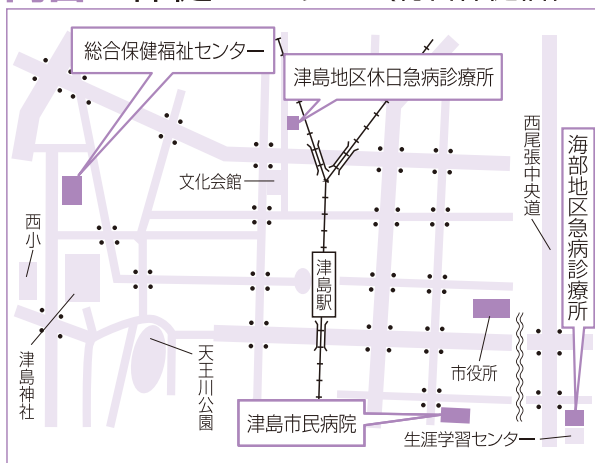 総合保健福祉センター
津島地区休日急病診療所
西尾張中央道
海部地区急病診療所
文化会館
西小
津島駅
津島神社
天王川公園
市役所
津島市民病院
生涯学習センター